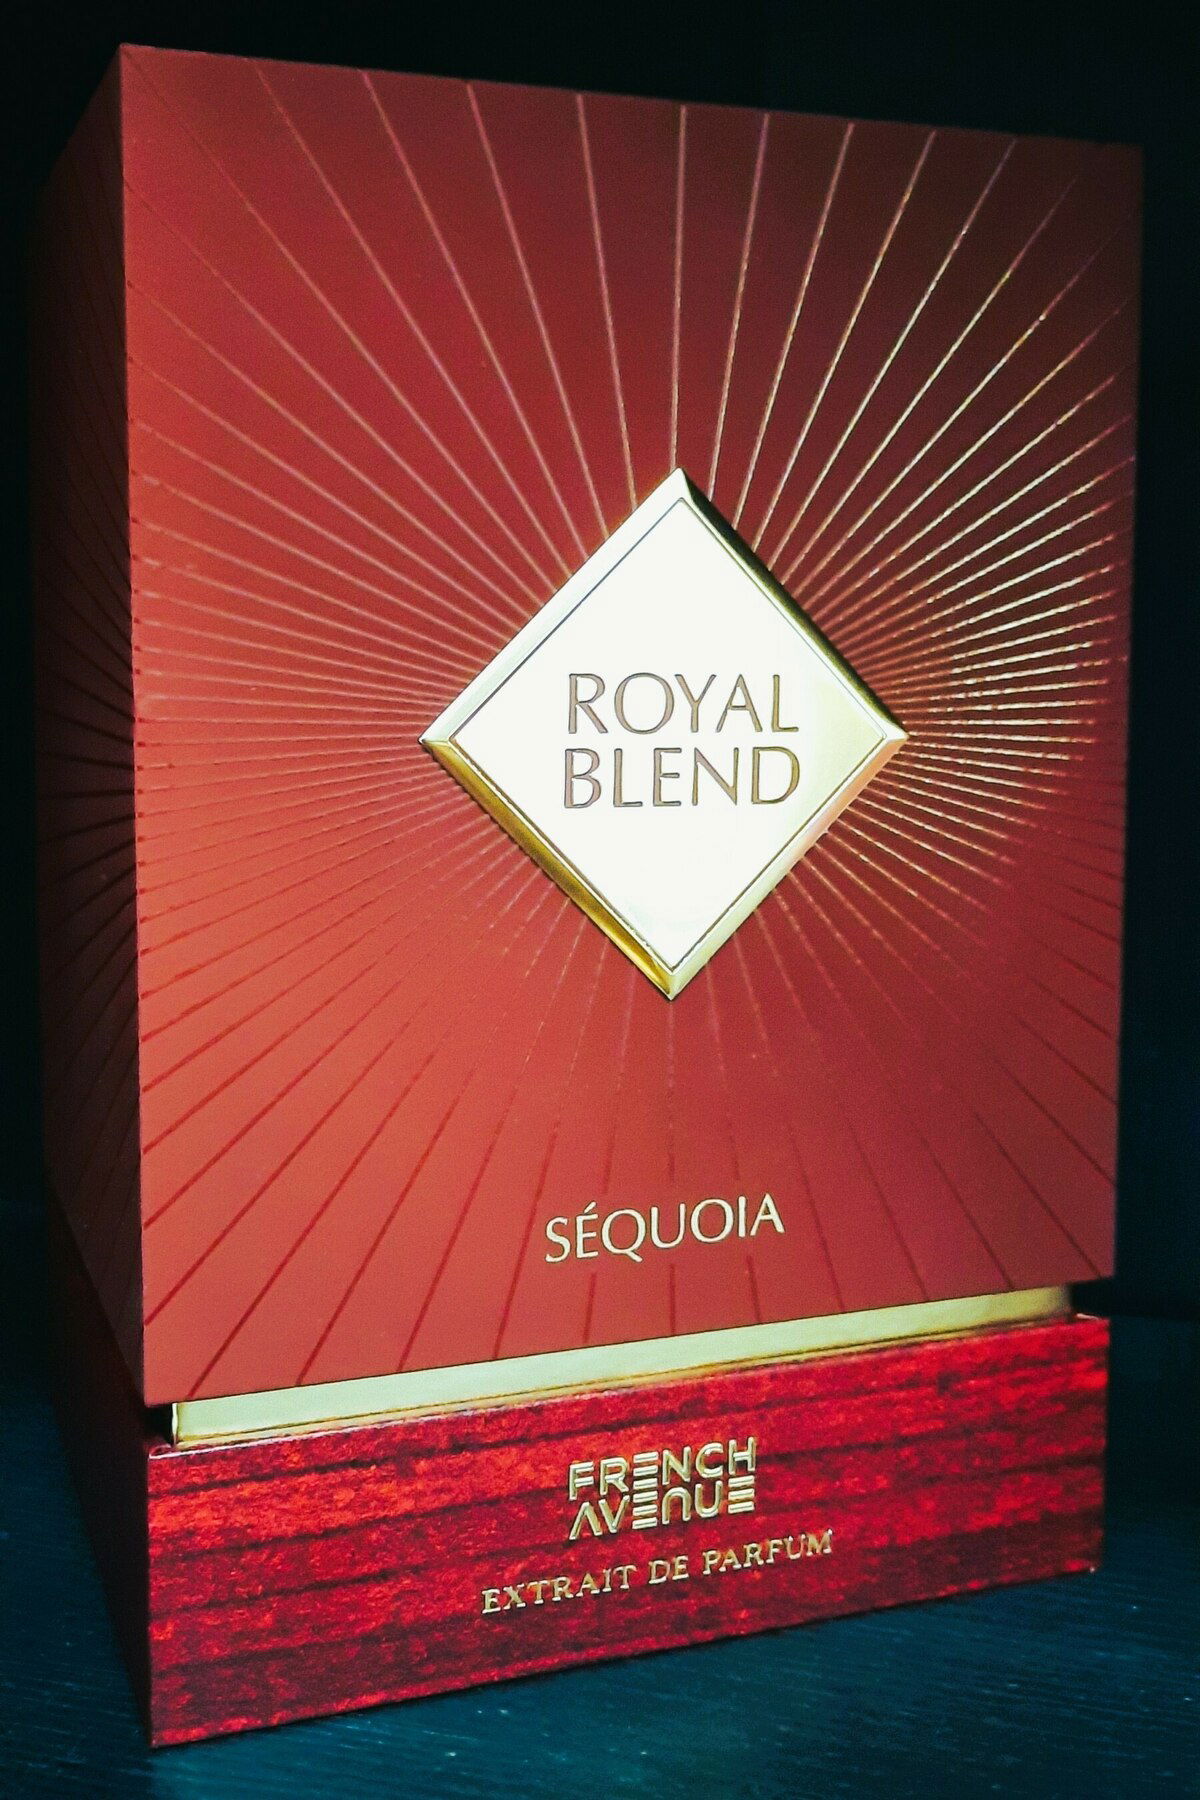 ROYAL
BLEND
SÉQUOIA
FRENCH
AVENUE
EXTRAIT DE PARFUM